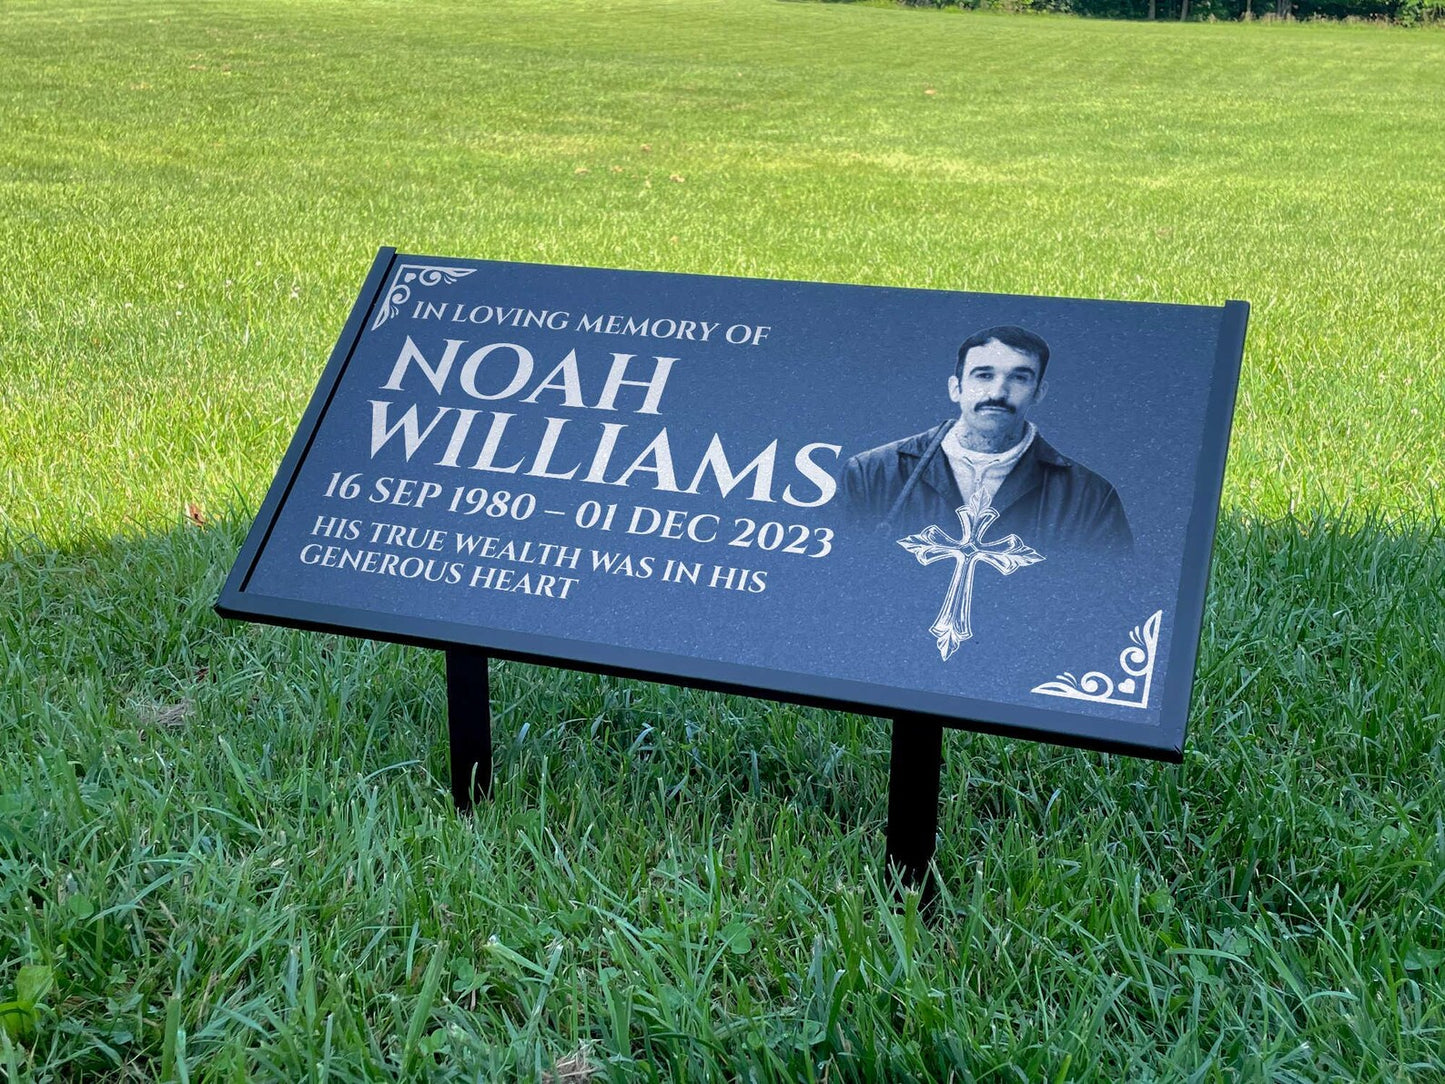 IN LOVING MEMORY OF
NOAH
WILLIAMS
16 SEP 1980 – 01 DEC 2023
HIS TRUE WEALTH WAS IN HIS
GENEROUS HEART